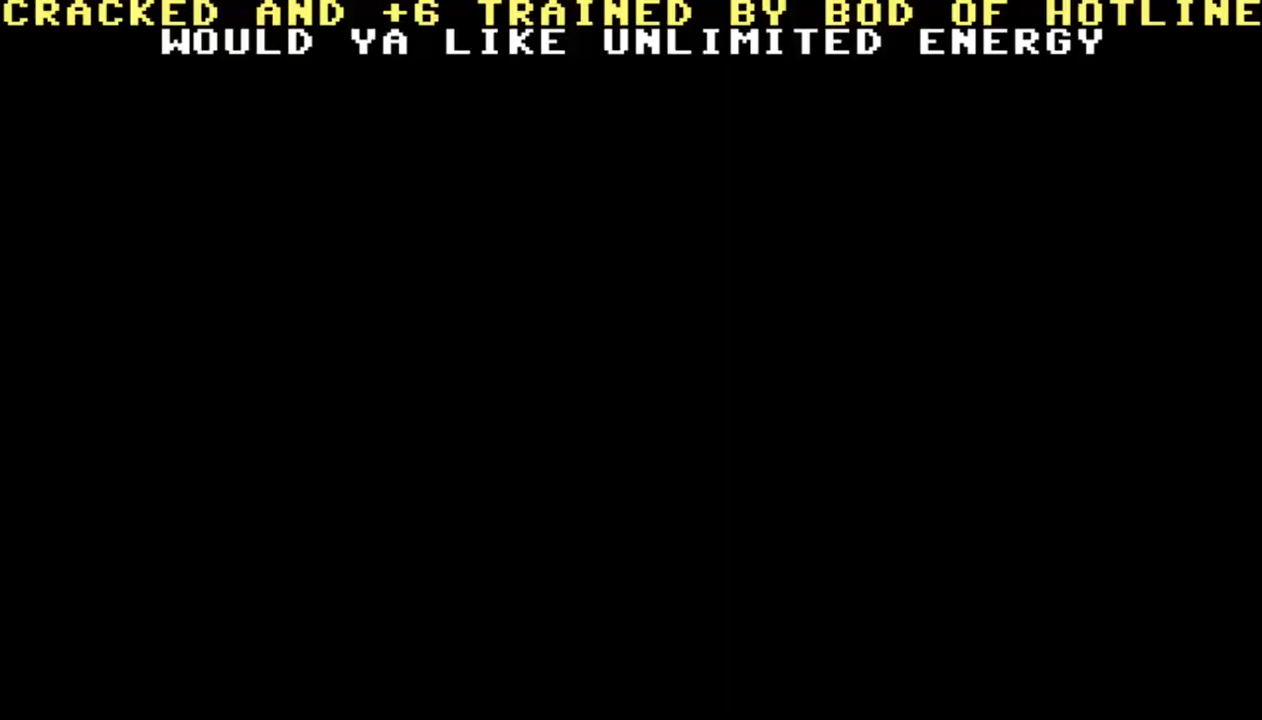 CRACKED AND +6 TRAINED BY BOD OF HOTLINE
WOULD YA LIKE UNLIMITED ENERGY